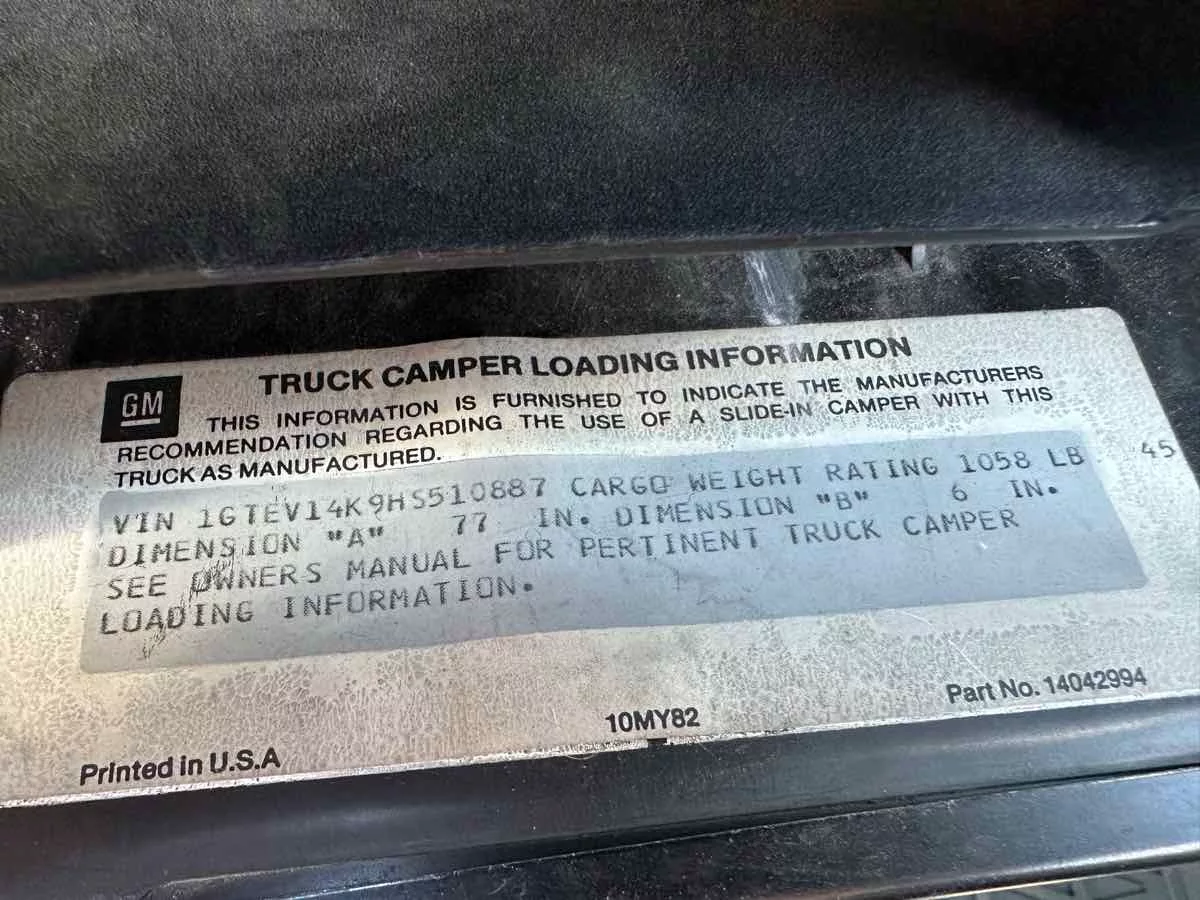 GM
TRUCK CAMPER LOADING INFORMATION
THIS INFORMATION IS FURNISHED TO INDICATE THE MANUFACTURERS
RECOMMENDATION REGARDING THE USE OF A SLIDE-IN CAMPER WITH THIS
TRUCK AS MANUFACTURED.
VIN 1GTEV14K9HS510887 CARGO WEIGHT RATING 1058 LB 45
DIMENSION "A" 77 IN. DIMENSION "B" 6 IN.
SEE OWNERS MANUAL FOR PERTINENT TRUCK CAMPER
LOADING INFORMATION.
Printed in U.S.A 10MY82 Part No. 14042994